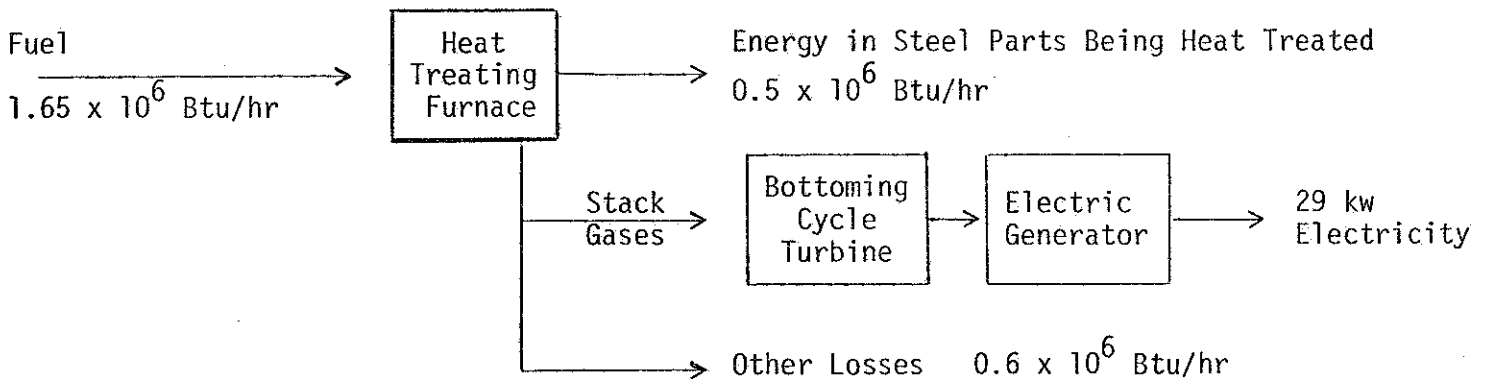 Fuel
1.65 x 10^6 Btu/hr
Heat
Treating
Furnace
Energy in Steel Parts Being Heat Treated
0.5 x 10^6 Btu/hr
Stack
Gases
Bottoming
Cycle
Turbine
Electric
Generator
29 kw
Electricity
Other Losses 0.6 x 10^6 Btu/hr